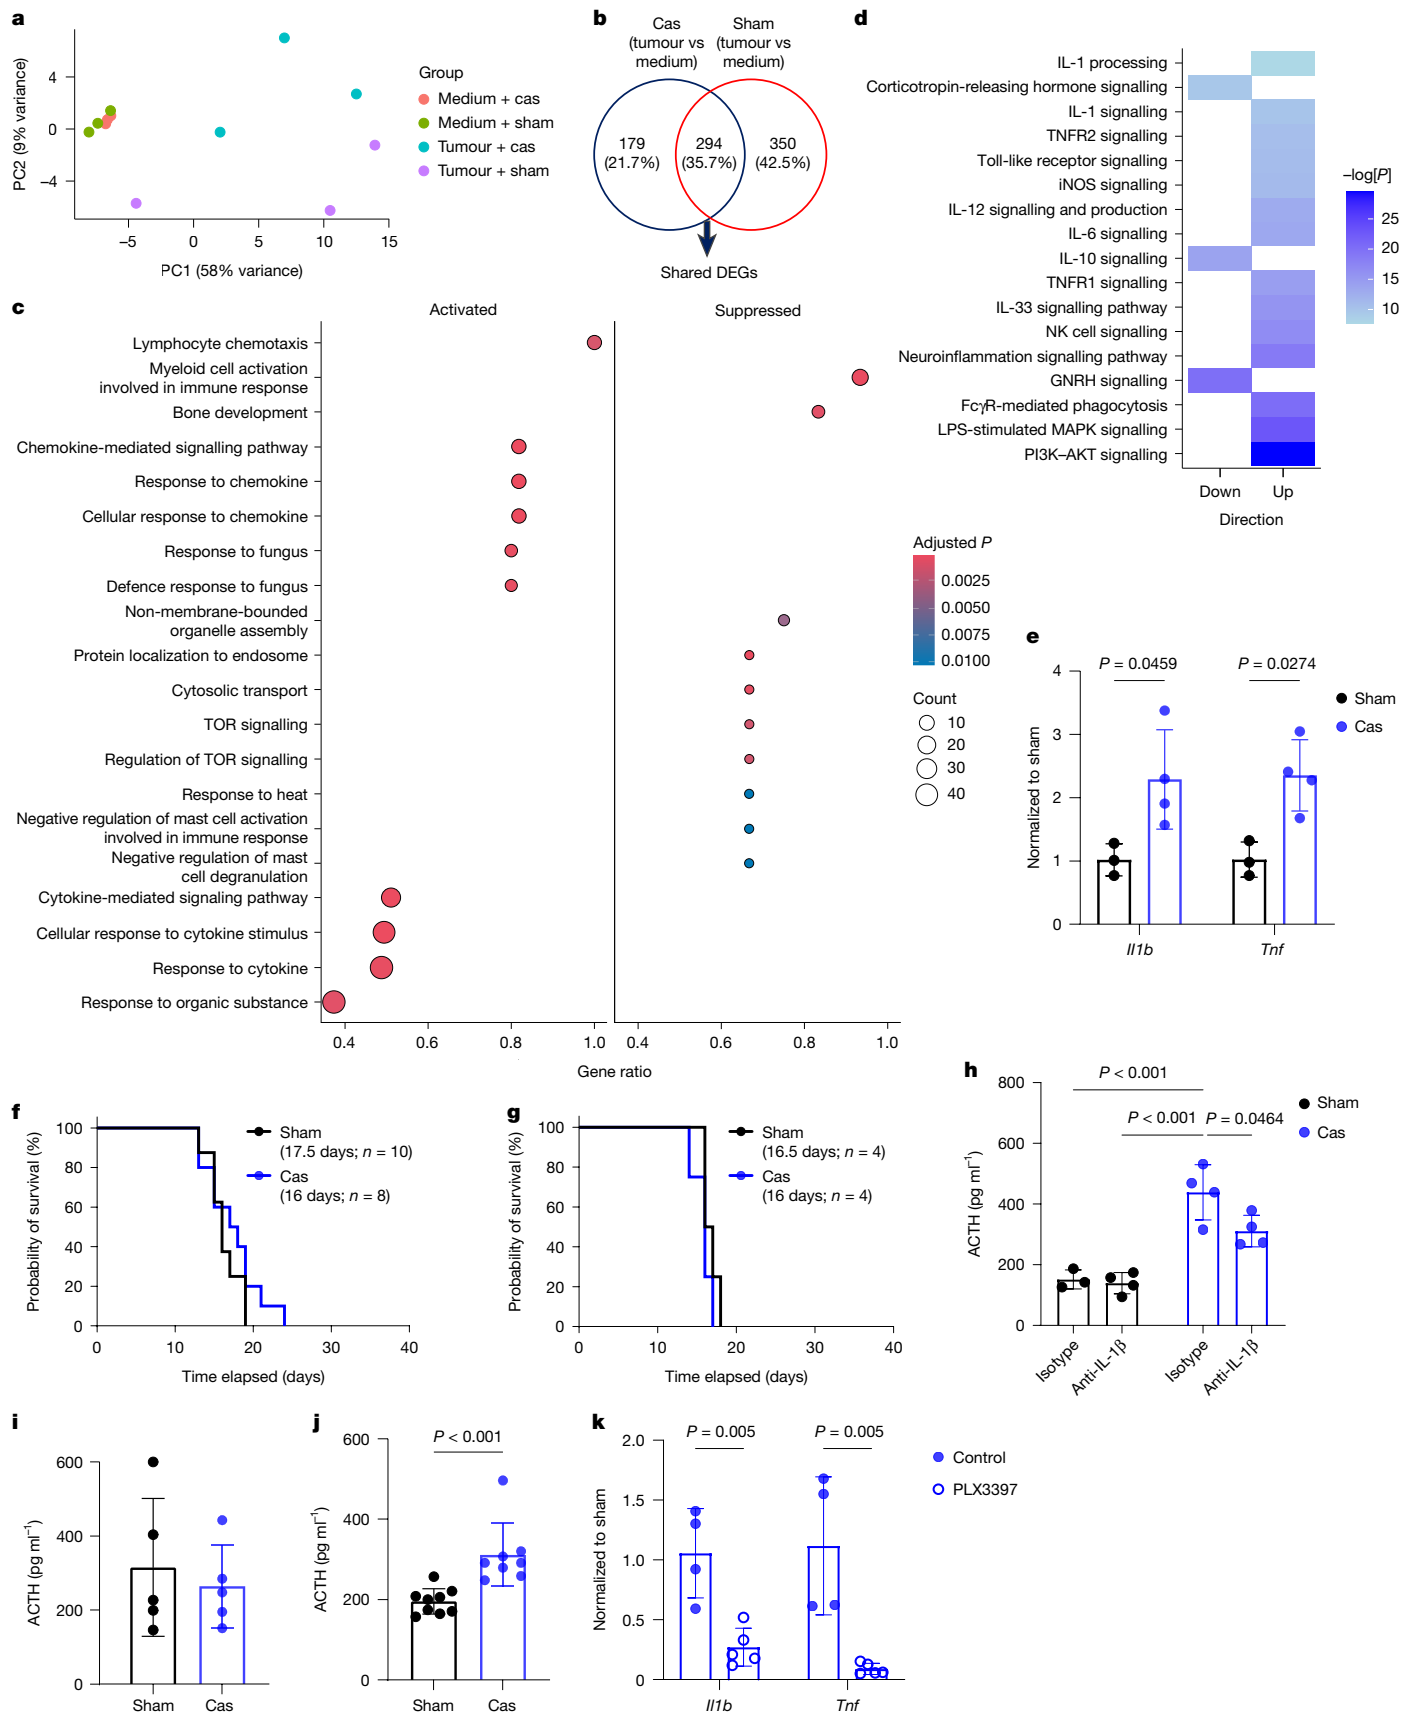 a
PC2 (9% variance)
4
0
−4
−5
0
5
10
15
PC1 (58% variance)
Group
Medium + cas
Medium + sham
Tumour + cas
Tumour + sham
b
Cas
(tumour vs
medium)
Sham
(tumour vs
medium)
179
(21.7%)
294
(35.7%)
350
(42.5%)
Shared DEGs
d
IL-1 processing
Corticotropin-releasing hormone signalling
IL-1 signalling
TNFR2 signalling
Toll-like receptor signalling
iNOS signalling
IL-12 signalling and production
IL-6 signalling
IL-10 signalling
TNFR1 signalling
IL-33 signalling pathway
NK cell signalling
Neuroinflammation signalling pathway
GNRH signalling
FcγR-mediated phagocytosis
LPS-stimulated MAPK signalling
PI3K–AKT signalling
Down
Up
Direction
−log[P]
25
20
15
10
c
Activated
Suppressed
Lymphocyte chemotaxis
Myeloid cell activation
involved in immune response
Bone development
Chemokine-mediated signalling pathway
Response to chemokine
Cellular response to chemokine
Response to fungus
Defence response to fungus
Non-membrane-bounded
organelle assembly
Protein localization to endosome
Cytosolic transport
TOR signalling
Regulation of TOR signalling
Response to heat
Negative regulation of mast cell activation
involved in immune response
Negative regulation of mast
cell degranulation
Cytokine-mediated signaling pathway
Cellular response to cytokine stimulus
Response to cytokine
Response to organic substance
0.4
0.6
0.8
1.0
0.4
0.6
0.8
1.0
Gene ratio
Adjusted P
0.0025
0.0050
0.0075
0.0100
Count
10
20
30
40
e
Normalized to sham
4
3
2
1
0
P = 0.0459
P = 0.0274
Il1b
Tnf
Sham
Cas
f
Probability of survival (%)
100
80
60
40
20
0
0
10
20
30
40
Time elapsed (days)
Sham
(17.5 days; n = 10)
Cas
(16 days; n = 8)
g
Probability of survival (%)
100
80
60
40
20
0
0
10
20
30
40
Time elapsed (days)
Sham
(16.5 days; n = 4)
Cas
(16 days; n = 4)
h
ACTH (pg ml−1)
800
600
400
200
0
P < 0.001
P < 0.001
P = 0.0464
Isotype
Anti-IL-1β
Isotype
Anti-IL-1β
Sham
Cas
i
ACTH (pg ml−1)
600
400
200
0
Sham
Cas
j
ACTH (pg ml−1)
600
400
200
0
P < 0.001
Sham
Cas
k
Normalized to sham
2.0
1.5
1.0
0.5
0
P = 0.005
P = 0.005
Il1b
Tnf
Control
PLX3397